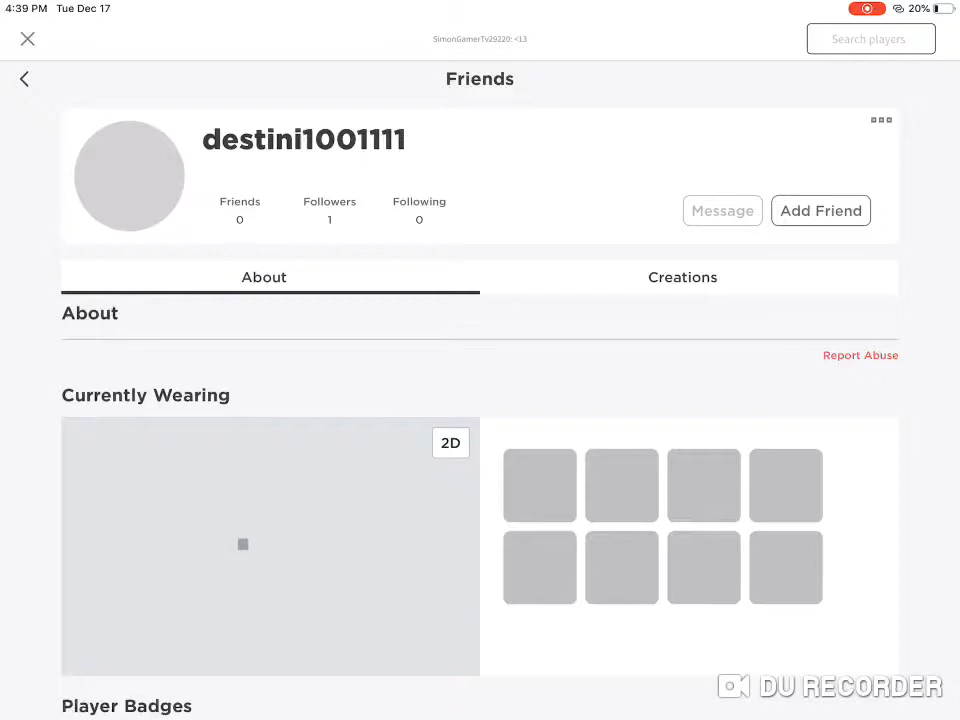 4:39 PM Tue Dec 17
20%
SimonGamerTv29220: <13
Search players
Friends
destini1001111
Friends Followers Following
0 1 0
Message Add Friend
About Creations
About
Report Abuse
Currently Wearing
2D
Player Badges
DU RECORDER